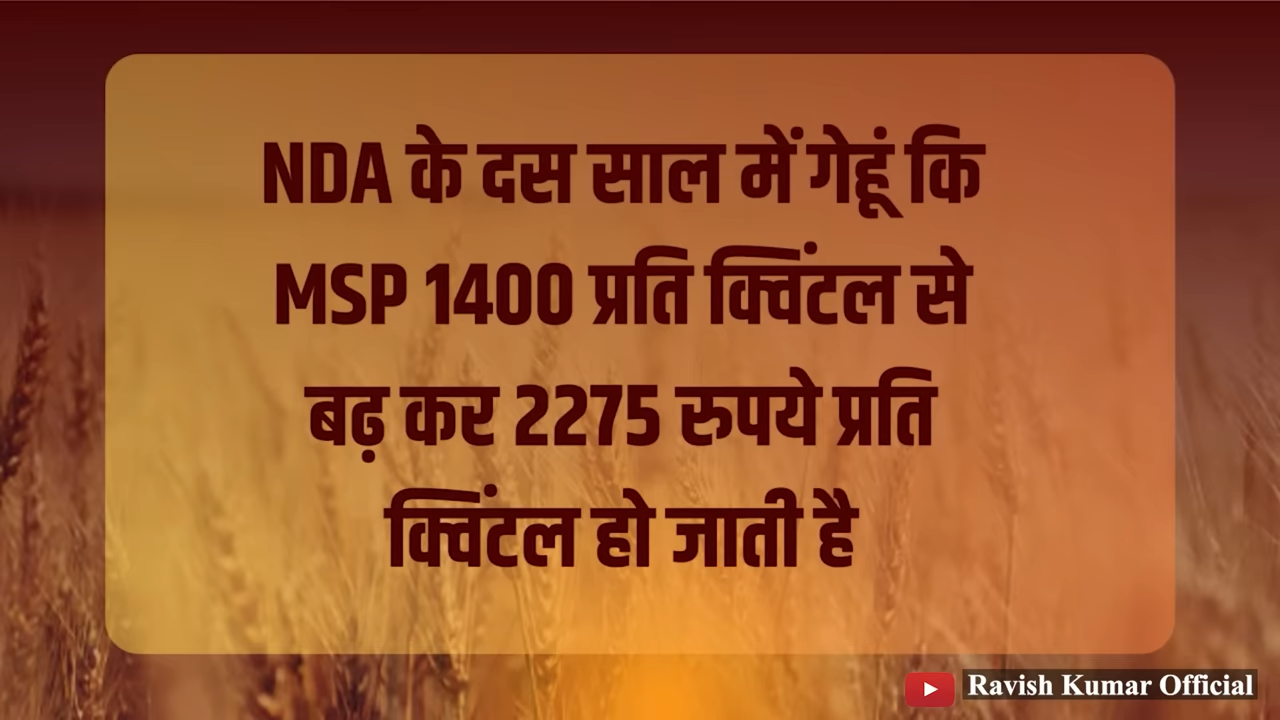 NDA के दस साल में गेहूं कि
MSP 1400 प्रति क्विंटल से
बढ़ कर 2275 रुपये प्रति
क्विंटल हो जाती है
Ravish Kumar Official